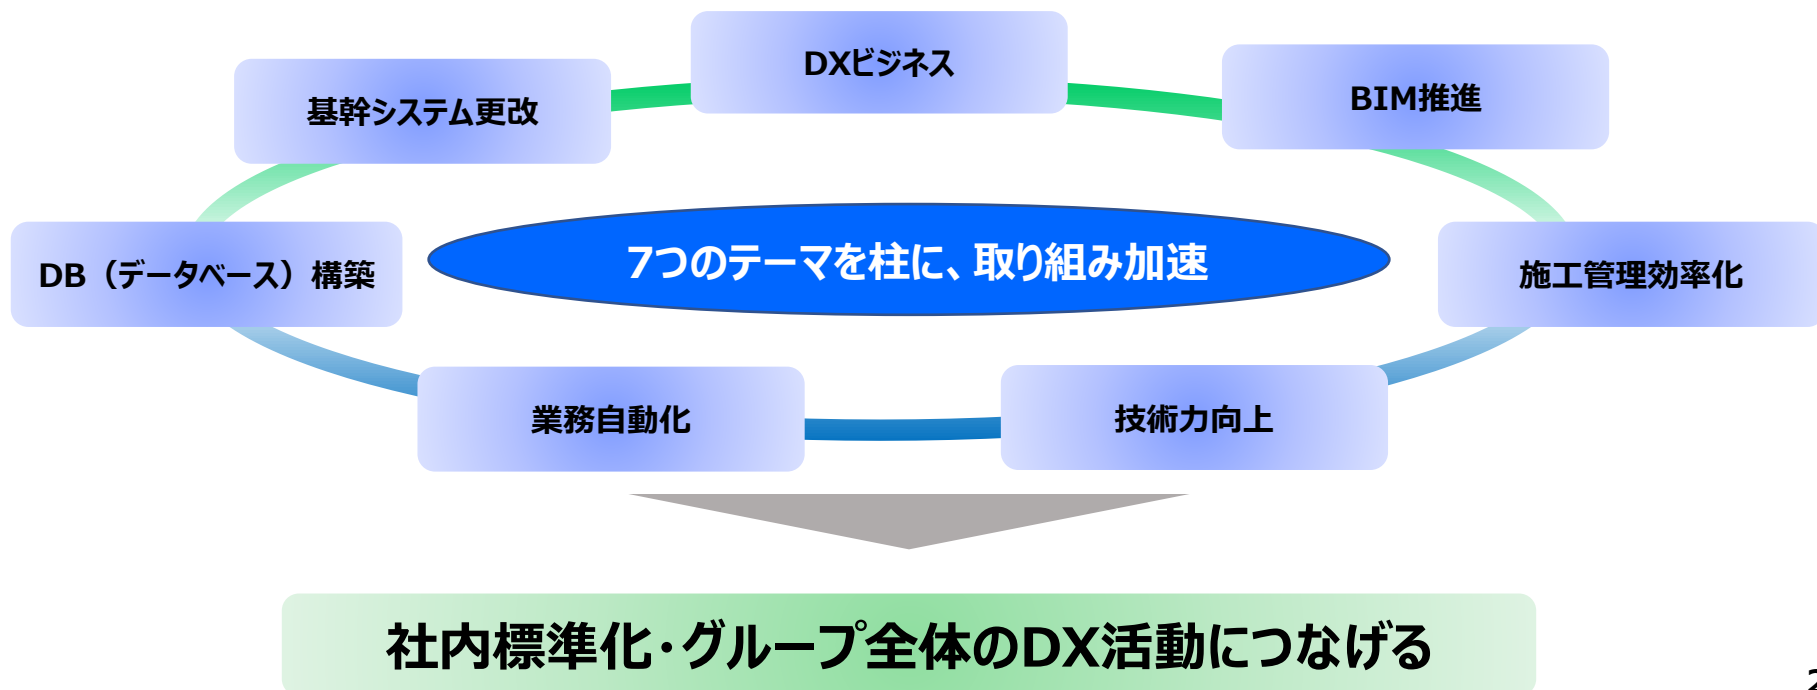 DXビジネス
基幹システム更改
BIM推進
DB（データベース）構築
7つのテーマを柱に、取り組み加速
施工管理効率化
業務自動化
技術力向上
社内標準化・グループ全体のDX活動につなげる